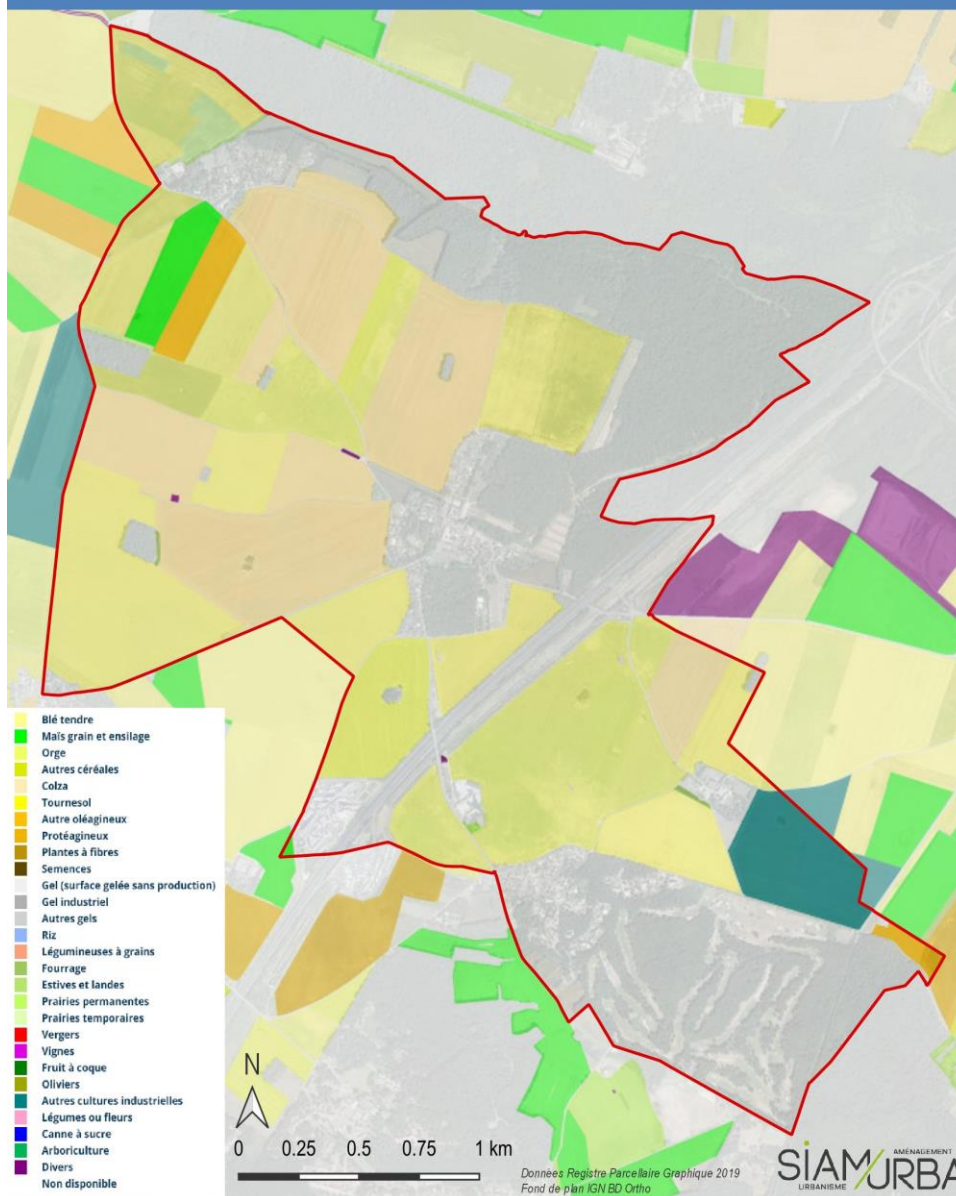 Blé tendre
Maïs grain et ensilage
Orge
Autres céréales
Colza
Tournesol
Autre oléagineux
Protéagineux
Plantes à fibres
Semences
Gel (surface gelée sans production)
Gel industriel
Autres gels
Riz
Légumineuses à grains
Fourrage
Estives et landes
Prairies permanentes
Prairies temporaires
Vergers
Vignes
Fruit à coque
Oliviers
Autres cultures industrielles
Légumes ou fleurs
Canne à sucre
Arboriculture
Divers
Non disponible
N
0 0.25 0.5 0.75 1 km
Données Registre Parcellaire Graphique 2019
Fond de plan IGN BD Ortho
AMÉNAGEMENT
SIAM/URBA
URBANISME